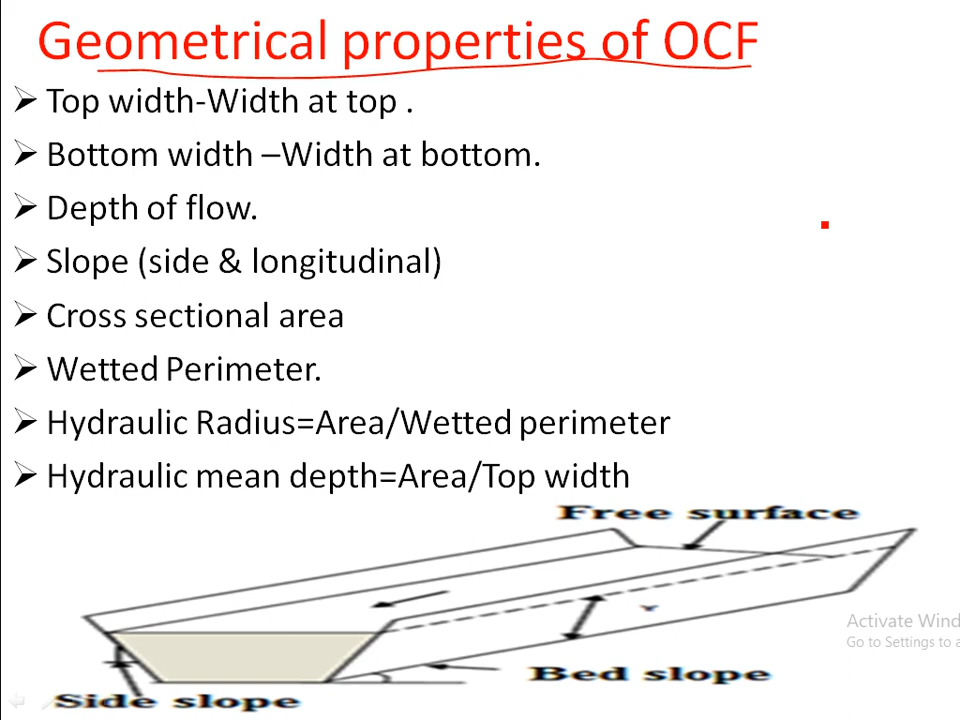 Geometrical properties of OCF
➢ Top width-Width at top .
➢ Bottom width –Width at bottom.
➢ Depth of flow.
➢ Slope (side & longitudinal)
➢ Cross sectional area
➢ Wetted Perimeter.
➢ Hydraulic Radius=Area/Wetted perimeter
➢ Hydraulic mean depth=Area/Top width
Free surface
Y
Activate Wind
Go to Settings to a
Bed slope
Side slope